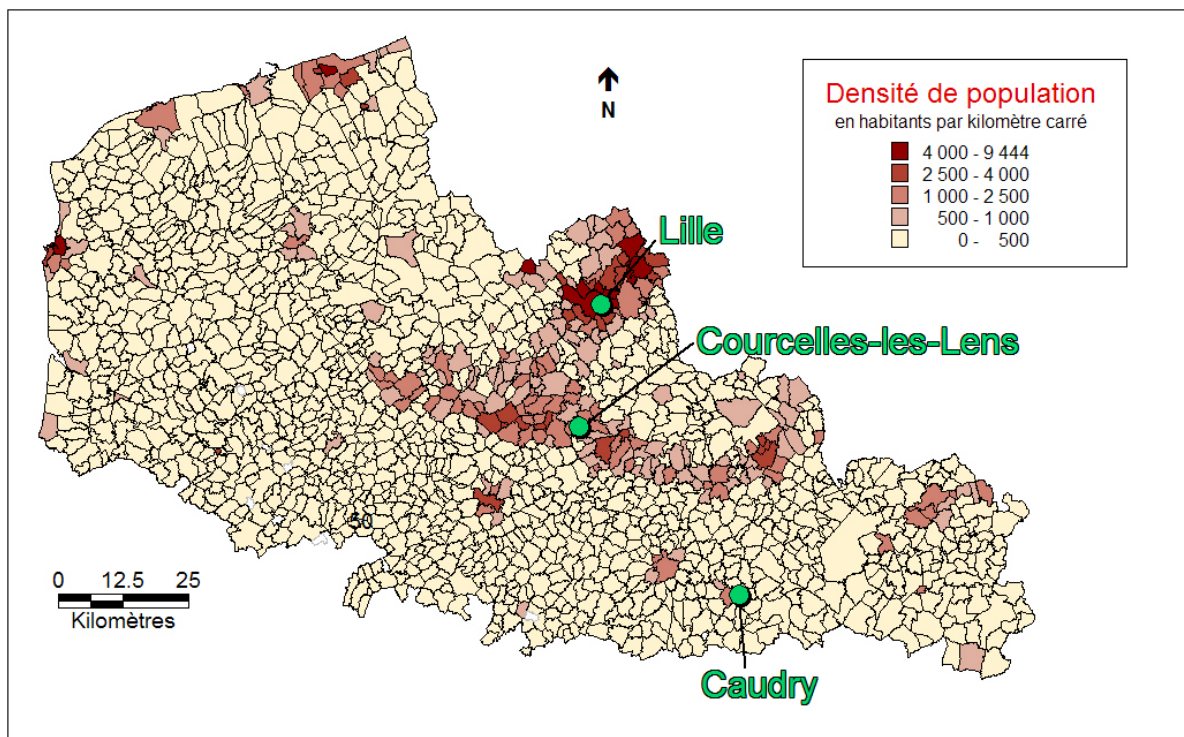 N
Densité de population
en habitants par kilomètre carré
4 000 - 9 444
2 500 - 4 000
1 000 - 2 500
500 - 1 000
0 - 500
Lille
Courcelles-les-Lens
50
0 12.5 25
Kilomètres
Caudry